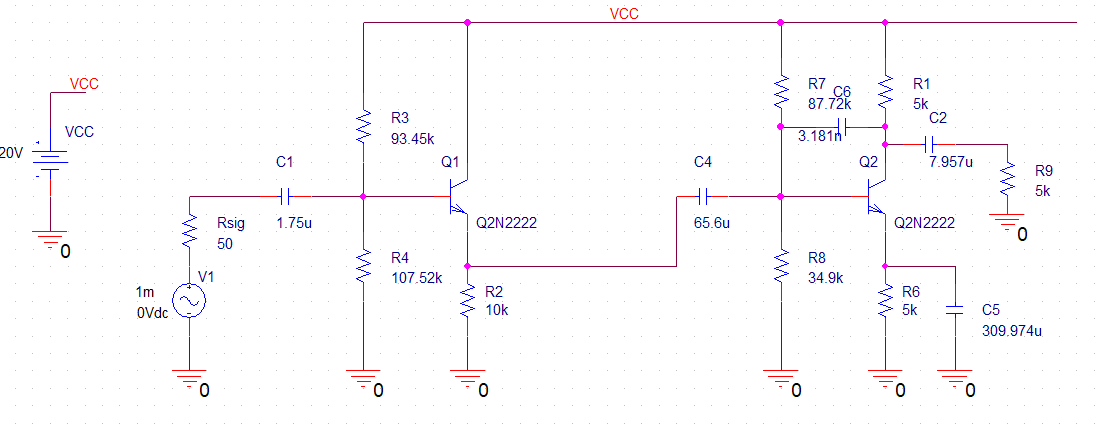 VCC
VCC
VCC
20V
R3
93.45k
R7
87.72k
C6
3.181n
R1
5k
C2
7.957u
C1
1.75u
Q1
Q2N2222
C4
65.6u
Q2
Q2N2222
R9
5k
0
Rsig
50
0
V1
1m
0Vdc
R4
107.52k
R2
10k
R8
34.9k
R6
5k
C5
309.974u
0
0
0
0
0
0